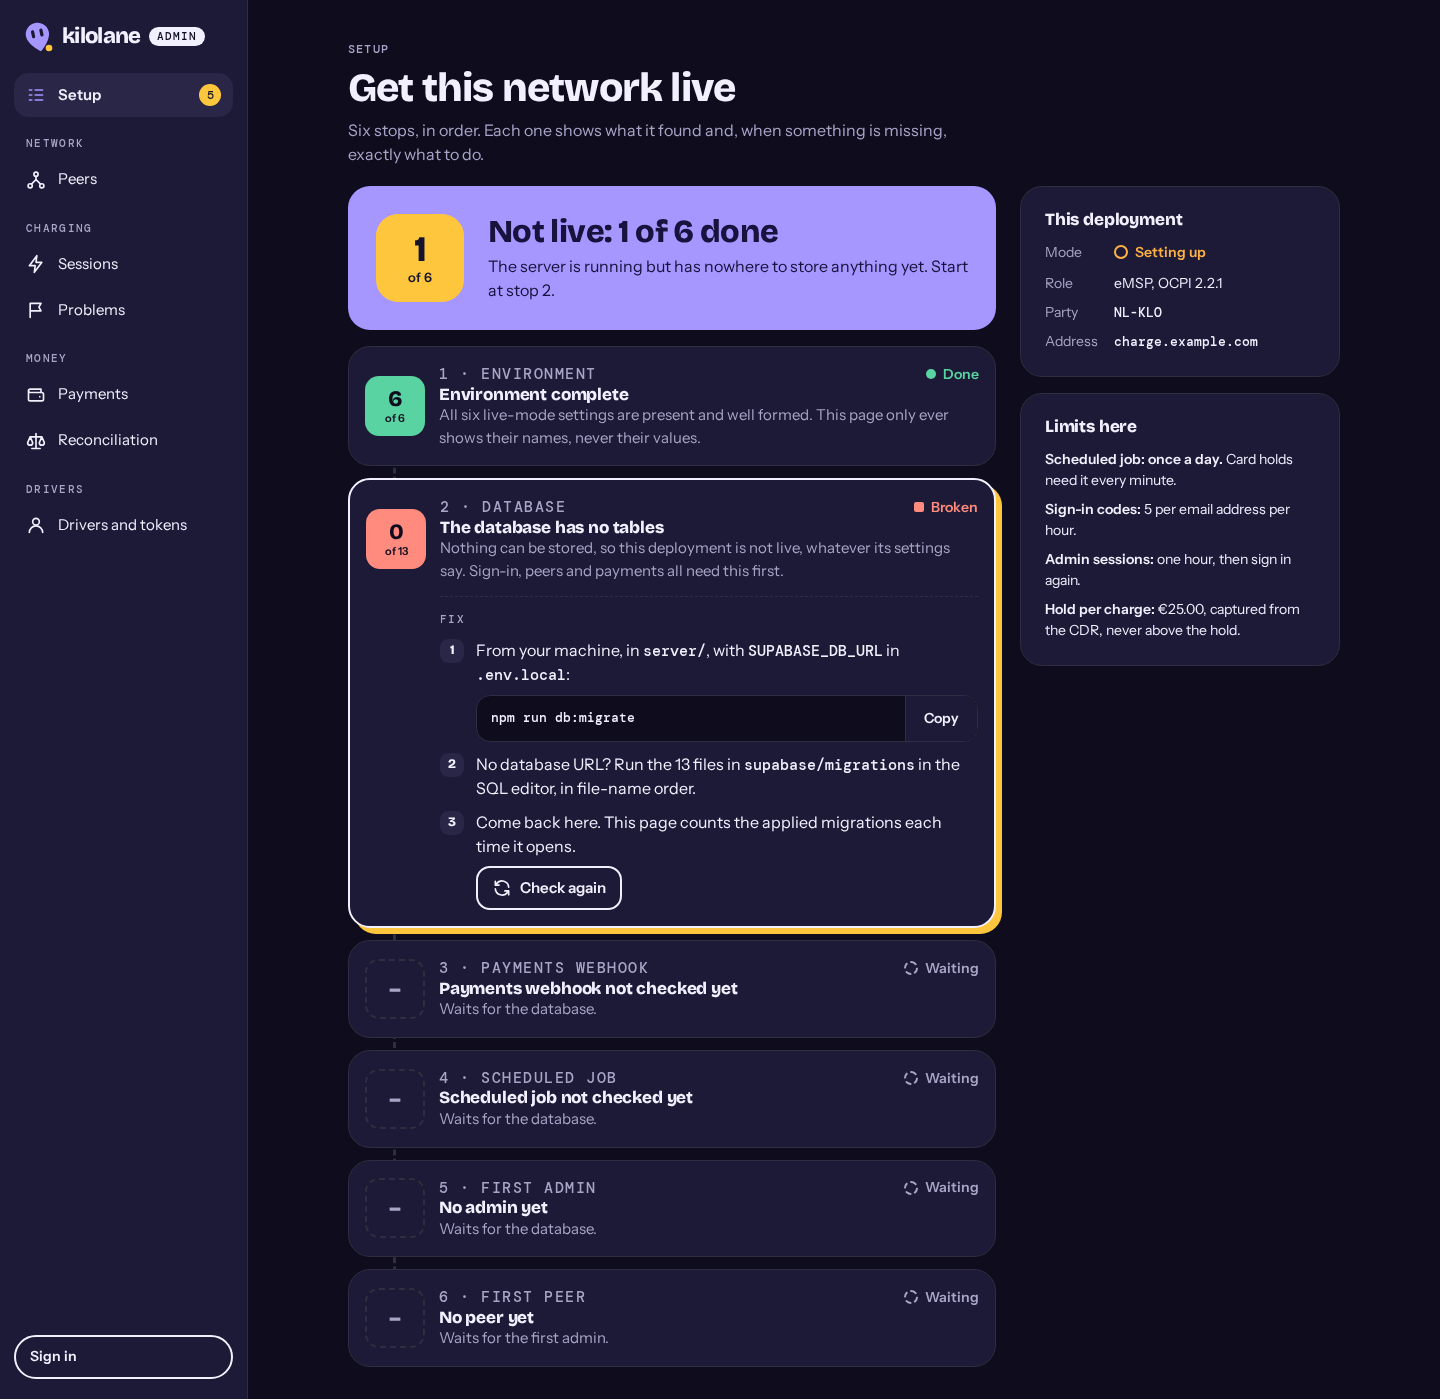 kilolane ADMIN
Setup 5
NETWORK
Peers
CHARGING
Sessions
Problems
MONEY
Payments
Reconciliation
DRIVERS
Drivers and tokens
Sign in
SETUP
Get this network live
Six stops, in order. Each one shows what it found and, when something is missing,
exactly what to do.
1
of 6
Not live: 1 of 6 done
The server is running but has nowhere to store anything yet. Start
at stop 2.
6
of 6
1 · ENVIRONMENT
Done
Environment complete
All six live-mode settings are present and well formed. This page only ever
shows their names, never their values.
0
of 13
2 · DATABASE
Broken
The database has no tables
Nothing can be stored, so this deployment is not live, whatever its settings
say. Sign-in, peers and payments all need this first.
FIX
1 From your machine, in server/, with SUPABASE_DB_URL in
.env.local:
npm run db:migrate
Copy
2 No database URL? Run the 13 files in supabase/migrations in the
SQL editor, in file-name order.
3 Come back here. This page counts the applied migrations each
time it opens.
Check again
–
3 · PAYMENTS WEBHOOK
Waiting
Payments webhook not checked yet
Waits for the database.
–
4 · SCHEDULED JOB
Waiting
Scheduled job not checked yet
Waits for the database.
–
5 · FIRST ADMIN
Waiting
No admin yet
Waits for the database.
–
6 · FIRST PEER
Waiting
No peer yet
Waits for the first admin.
This deployment
Mode Setting up
Role eMSP, OCPI 2.2.1
Party NL-KLO
Address charge.example.com
Limits here
Scheduled job: once a day. Card holds
need it every minute.
Sign-in codes: 5 per email address per
hour.
Admin sessions: one hour, then sign in
again.
Hold per charge: €25.00, captured from
the CDR, never above the hold.